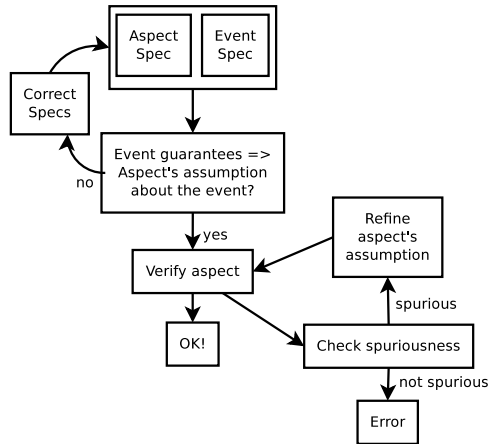 Aspect
Spec
Event
Spec
Correct
Specs
Event guarantees =>
Aspect's assumption
about the event?
no
yes
Refine
aspect's
assumption
Verify aspect
spurious
OK!
Check spuriousness
not spurious
Error